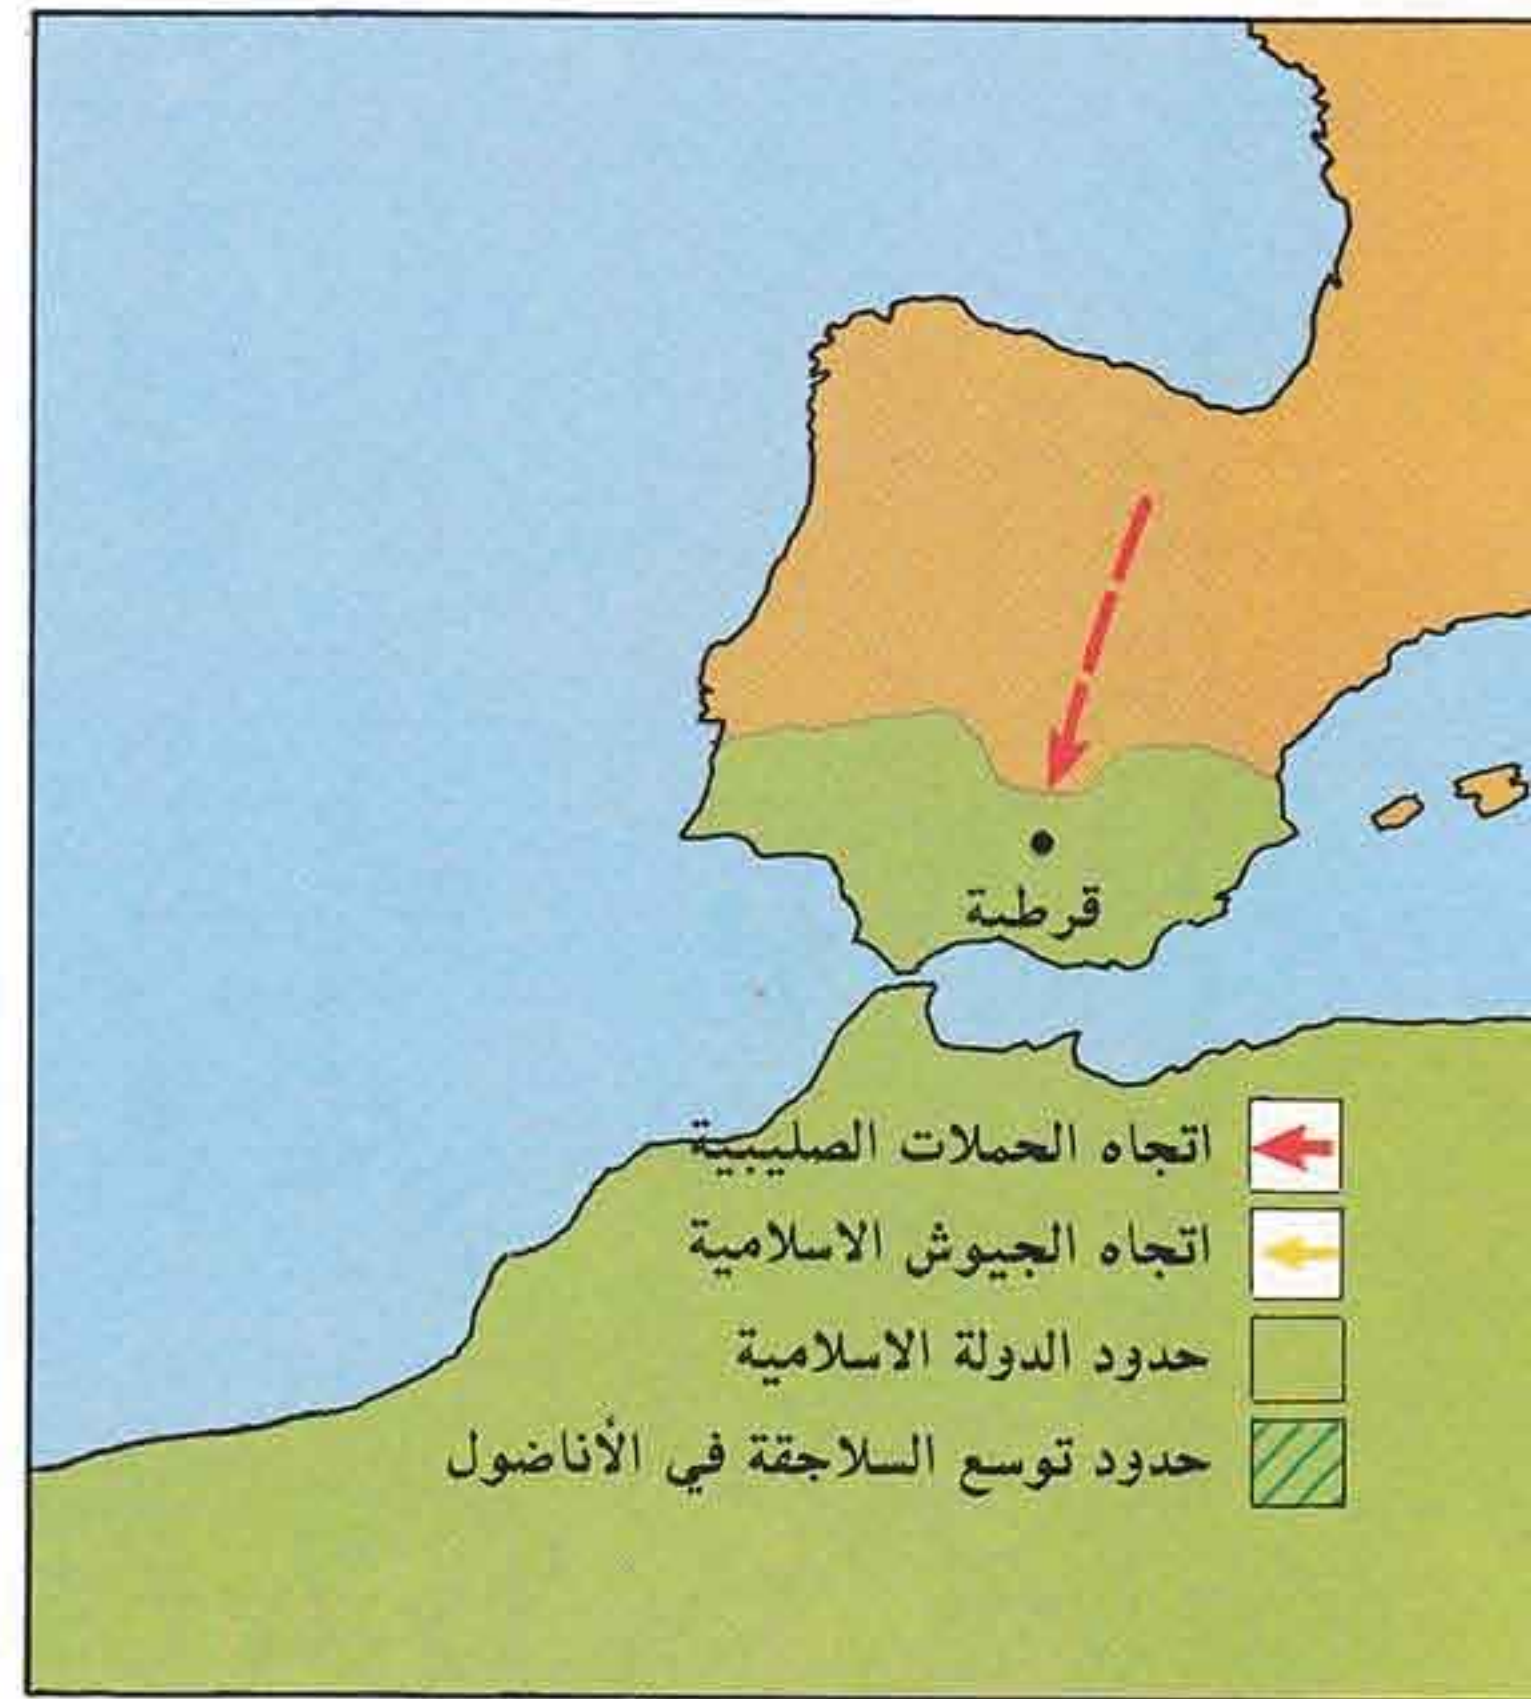 قرطبة
اتجاه الحملات الصليبية
اتجاه الجيوش الاسلامية
حدود الدولة الاسلامية
حدود توسع السلاجقة في الأناضول